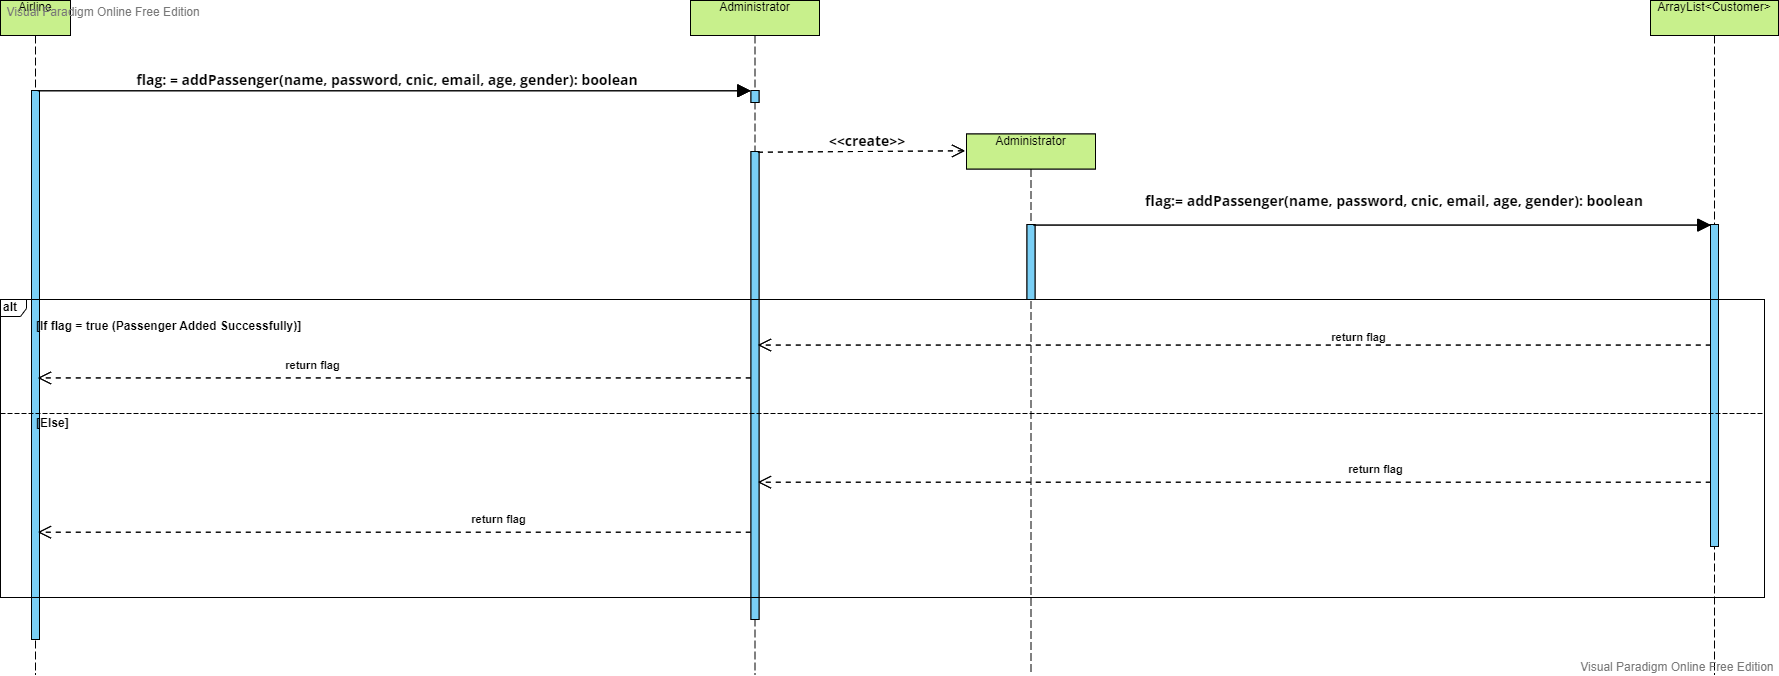 Airline
Visual Paradigm Online Free Edition
Administrator
ArrayList<Customer>
flag: = addPassenger(name, password, cnic, email, age, gender): boolean
<<create>>
Administrator
flag:= addPassenger(name, password, cnic, email, age, gender): boolean
alt
[If flag = true (Passenger Added Successfully)]
return flag
return flag
[Else]
return flag
return flag
Visual Paradigm Online Free Edition